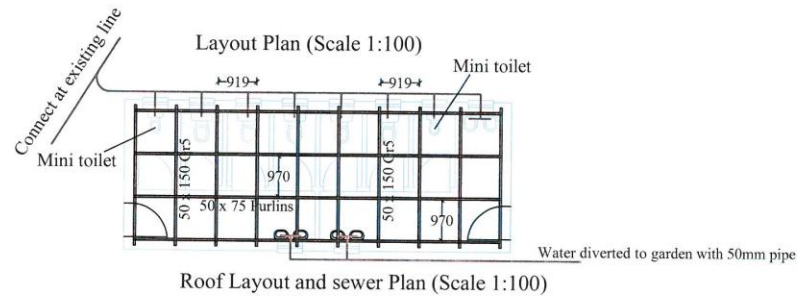 Layout Plan (Scale 1:100)
Connect at existing line
919
919
Mini toilet
Mini toilet
50 x 150 Gr5
50 x 150 Gr5
970
50 x 75 Purlins
970
Water diverted to garden with 50mm pipe
Roof Layout and sewer Plan (Scale 1:100)